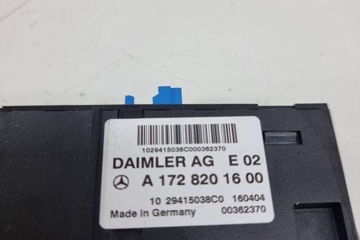 1029415038C000362370
DAIMLER AG E 02
A 172 820 16 00
10 29415038C0 160404
Made in Germany 00362370